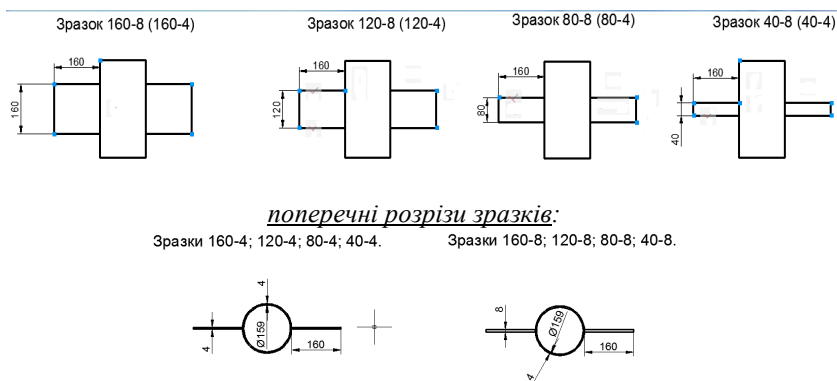 Зразок 160-8 (160-4)
Зразок 120-8 (120-4)
Зразок 80-8 (80-4)
Зразок 40-8 (40-4)
160
160
160
160
160
120
80
40
поперечні розрізи зразків:
Зразки 160-4; 120-4; 80-4; 40-4.
Зразки 160-8; 120-8; 80-8; 40-8.
4
Ø159
4
160
8
Ø159
160
4